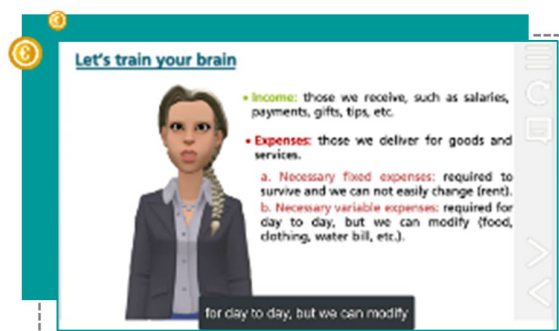 Let's train your brain
• Income: those we receive, such as salaries,
payments, gifts, tips, etc.
• Expenses: those we deliver for goods and
services.
a. Necessary fixed expenses: required to
survive and we can not easily change (rent).
b. Necessary variable expenses: required for
day to day, but we can modify (food,
clothing, water bill, etc.).
for day to day, but we can modify